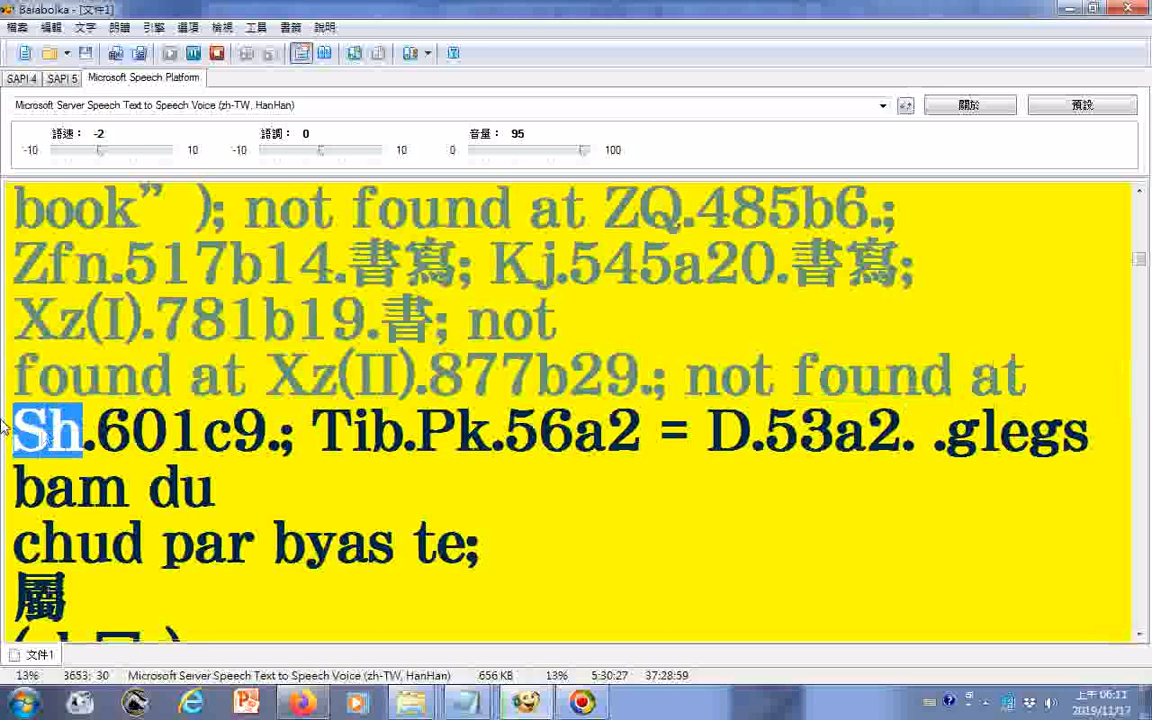 Balabolka - [文件1]
檔案 編輯 文字 朗讀 引擎 選項 檢視 工具 書籤 說明
SAPI 4 SAPI 5 Microsoft Speech Platform
Microsoft Server Speech Text to Speech Voice (zh-TW, HanHan) 關於 預設
語速： -2 語調： 0 音量： 95
-10 10 -10 10 0 100
book” ); not found at ZQ.485b6.;
Zfn.517b14.書寫; Kj.545a20.書寫;
Xz(I).781b19.書; not
found at Xz(II).877b29.; not found at
Sh.601c9.; Tib.Pk.56a2 = D.53a2. .glegs
bam du
chud par byas te;
屬
文件1
13% 3653: 30 Microsoft Server Speech Text to Speech Voice (zh-TW, HanHan) 656 KB 13% 5:30:27 37:28:59
上午 06:11
2019/11/17